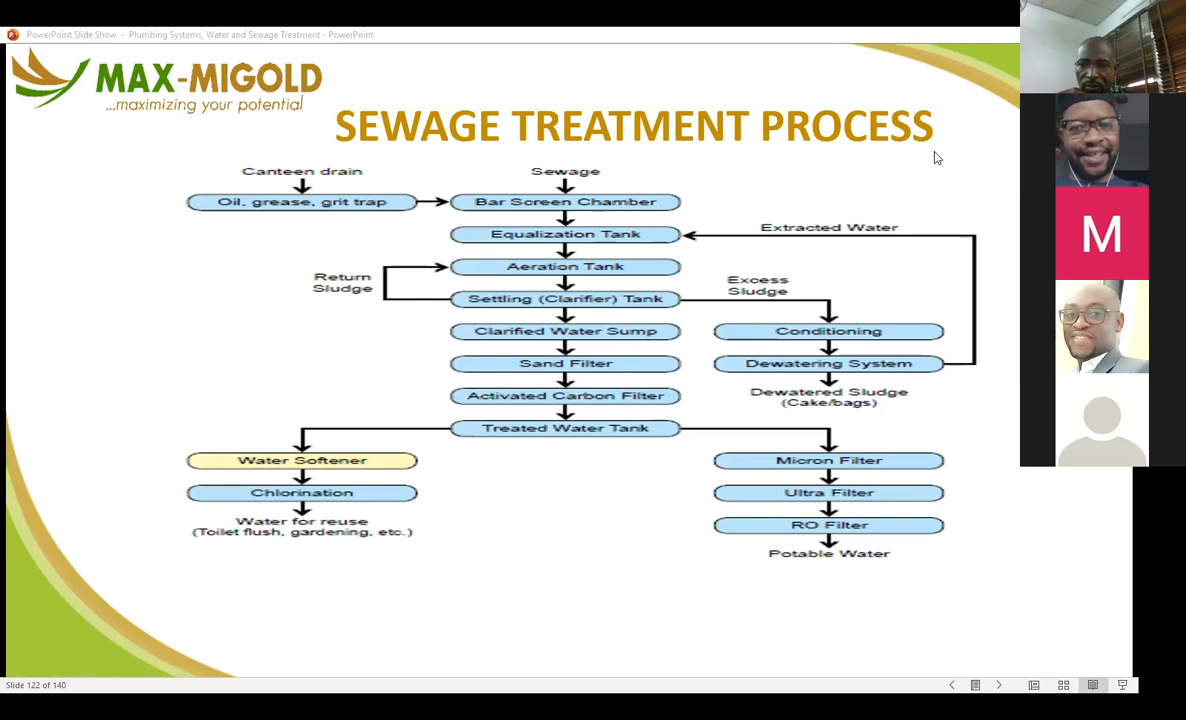 PowerPoint Slide Show - Plumbing Systems, Water and Sewage Treatment - PowerPoint
MAX-MIGOLD
...maximizing your potential
SEWAGE TREATMENT PROCESS
Canteen drain
Sewage
Oil, grease, grit trap
Bar Screen Chamber
Equalization Tank
Extracted Water
Aeration Tank
Return
Sludge
Excess
Sludge
Settling (Clarifier) Tank
Clarified Water Sump
Conditioning
Sand Filter
Dewatering System
Activated Carbon Filter
Dewatered Sludge
(Cake/bags)
Treated Water Tank
Water Softener
Micron Filter
Chlorination
Ultra Filter
Water for reuse
(Toilet flush, gardening, etc.)
RO Filter
Potable Water
M
Slide 122 of 140